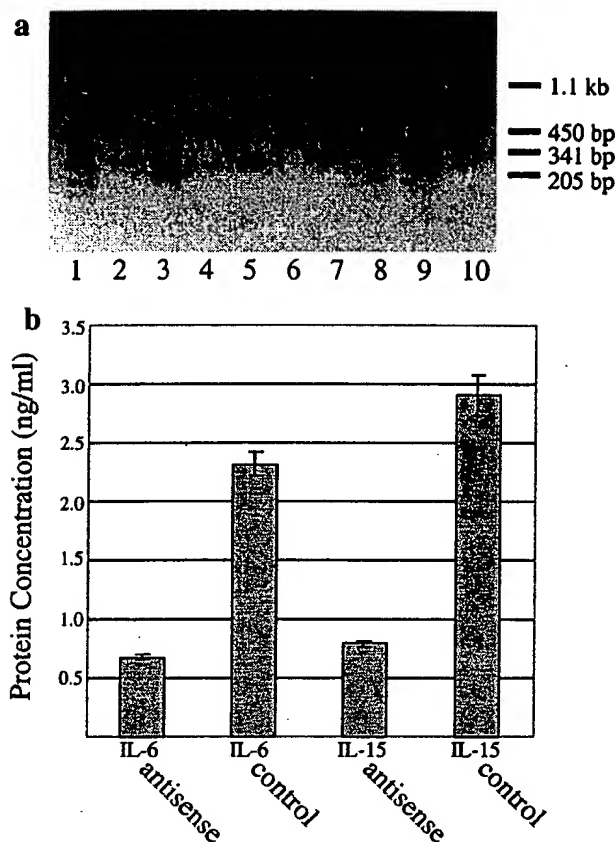 a
1.1 kb
450 bp
341 bp
205 bp
1 2 3 4 5 6 7 8 9 10
b
Protein Concentration (ng/ml)
3.5
3.0
2.5
2.0
1.5
1.0
0.5
IL-6 antisense
IL-6 control
IL-15 antisense
IL-15 control